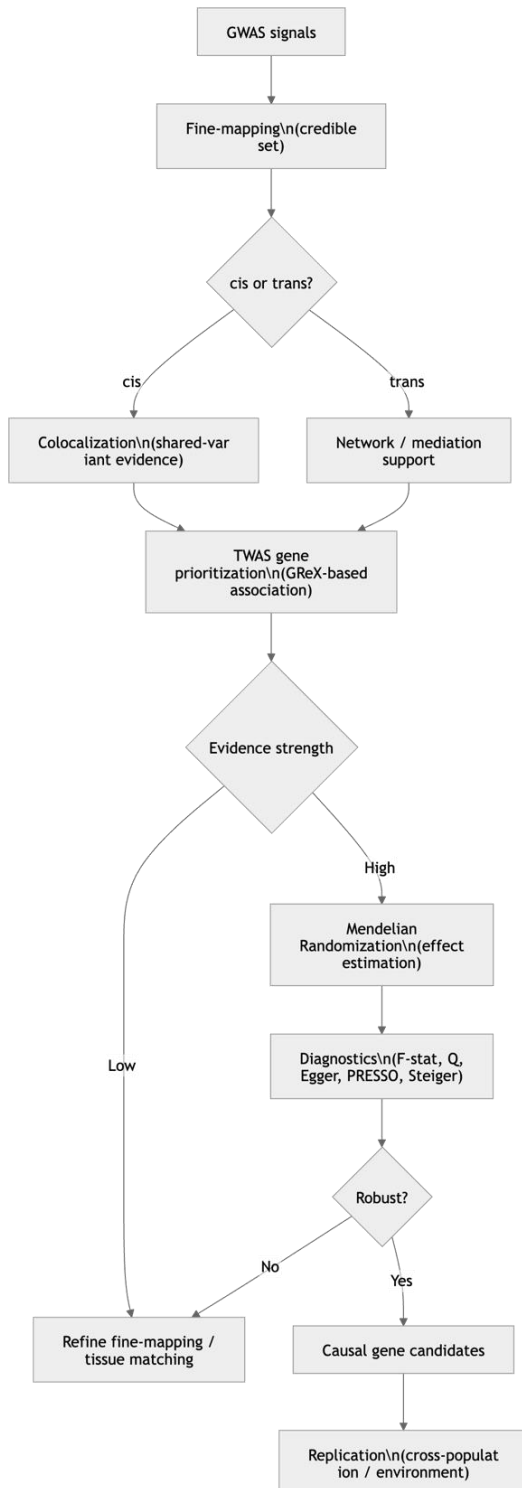 GWAS signals
Fine-mapping\n(credible
set)
cis or trans?
cis
trans
Colocalization\n(shared-var
iant evidence)
Network / mediation
support
TWAS gene
prioritization\n(GReX-based
association)
Evidence strength
High
Mendelian
Randomization\n(effect
estimation)
Low
Diagnostics\n(F-stat, Q,
Egger, PRESSO, Steiger)
Robust?
No
Yes
Refine fine-mapping /
tissue matching
Causal gene candidates
Replication\n(cross-populat
ion / environment)